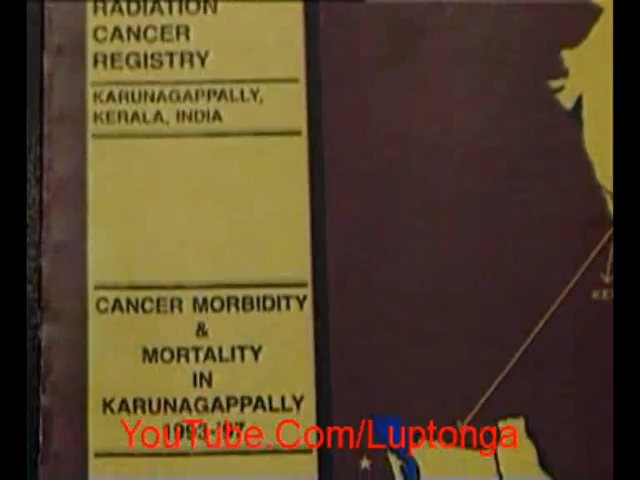 RADIATION
CANCER
REGISTRY
KARUNAGAPPALLY,
KERALA, INDIA
CANCER MORBIDITY
&
MORTALITY
IN
KARUNAGAPPALLY
YouTube.Com/Luptonga